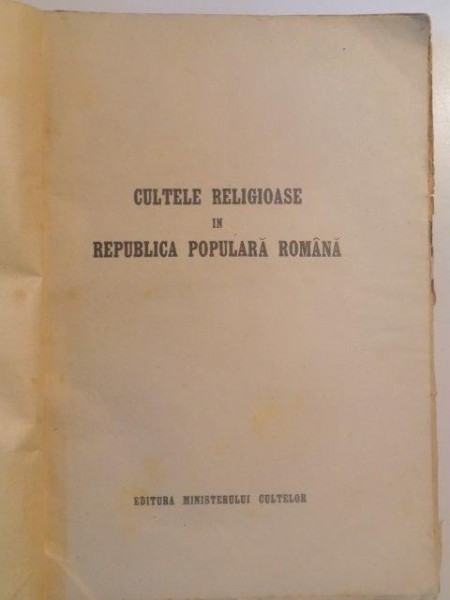 CULTELE RELIGIOASE
IN
REPUBLICA POPULARĂ ROMÂNĂ
EDITURA MINISTERULUI CULTELOR